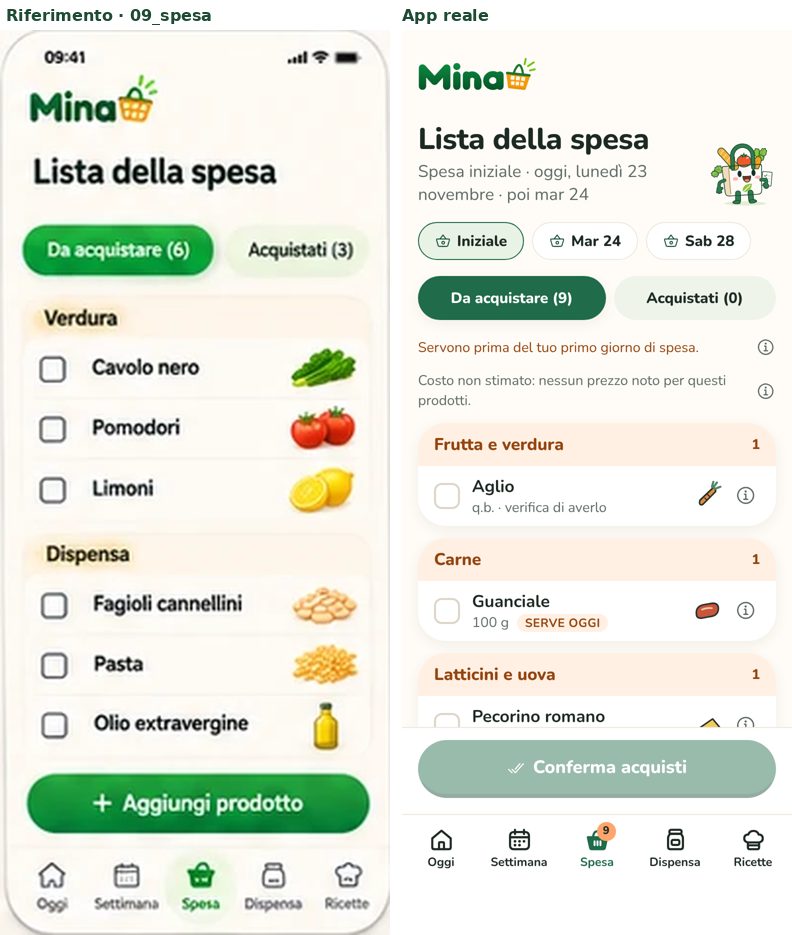 Riferimento · 09_spesa
09:41
Mina
Lista della spesa
Da acquistare (6)
Acquistati (3)
Verdura
Cavolo nero
Pomodori
Limoni
Dispensa
Fagioli cannellini
Pasta
Olio extravergine
+ Aggiungi prodotto
Oggi
Settimana
Spesa
Dispensa
Ricette
App reale
Mina
Lista della spesa
Spesa iniziale · oggi, lunedì 23
novembre · poi mar 24
Iniziale
Mar 24
Sab 28
Da acquistare (9)
Acquistati (0)
Servono prima del tuo primo giorno di spesa.
Costo non stimato: nessun prezzo noto per questi
prodotti.
Frutta e verdura 1
Aglio
q.b. · verifica di averlo
Carne 1
Guanciale
100 g SERVE OGGI
Latticini e uova 1
Pecorino romano
Conferma acquisti
9
Oggi
Settimana
Spesa
Dispensa
Ricette